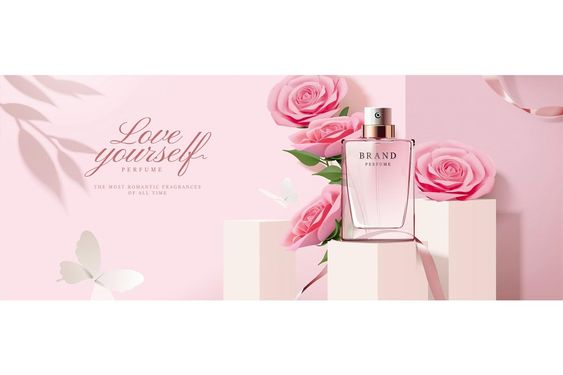 Love
yourself
PERFUME
THE MOST ROMANTIC FRAGRANCES
OF ALL TIME
BRAND
PERFUME